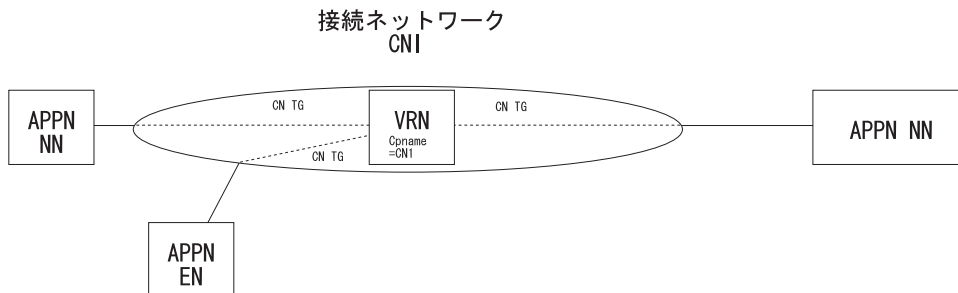 接続ネットワーク
CNI
CN TG
CN TG
APPN
NN
VRN
Cpname
=CN1
APPN NN
CN TG
APPN
EN